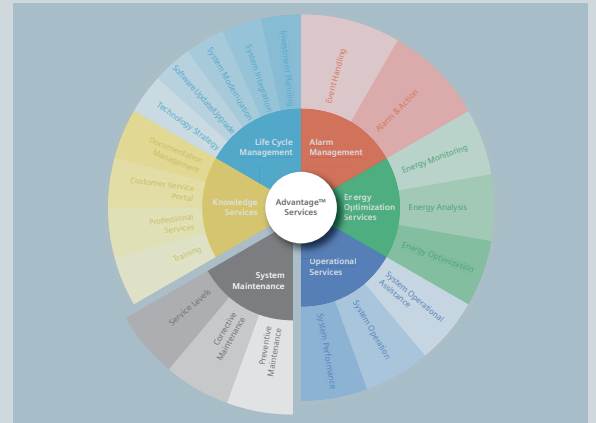 Investment Planning
System Integration
System Modernization
Software Update/Upgrade
Technology Strategy
Event Handling
Alarm & Action
Life Cycle
Management
Alarm
Management
Documentation
Management
Customer Service
Portal
Professional
Services
Training
Knowledge
Services
Advantage™
Services
Energy
Optimization
Services
Energy Monitoring
Energy Analysis
Energy Optimization
System
Maintenance
Operational
Services
Service Levels
Corrective
Maintenance
Preventive
Maintenance
System Performance
System Operation
System Operational
Assistance